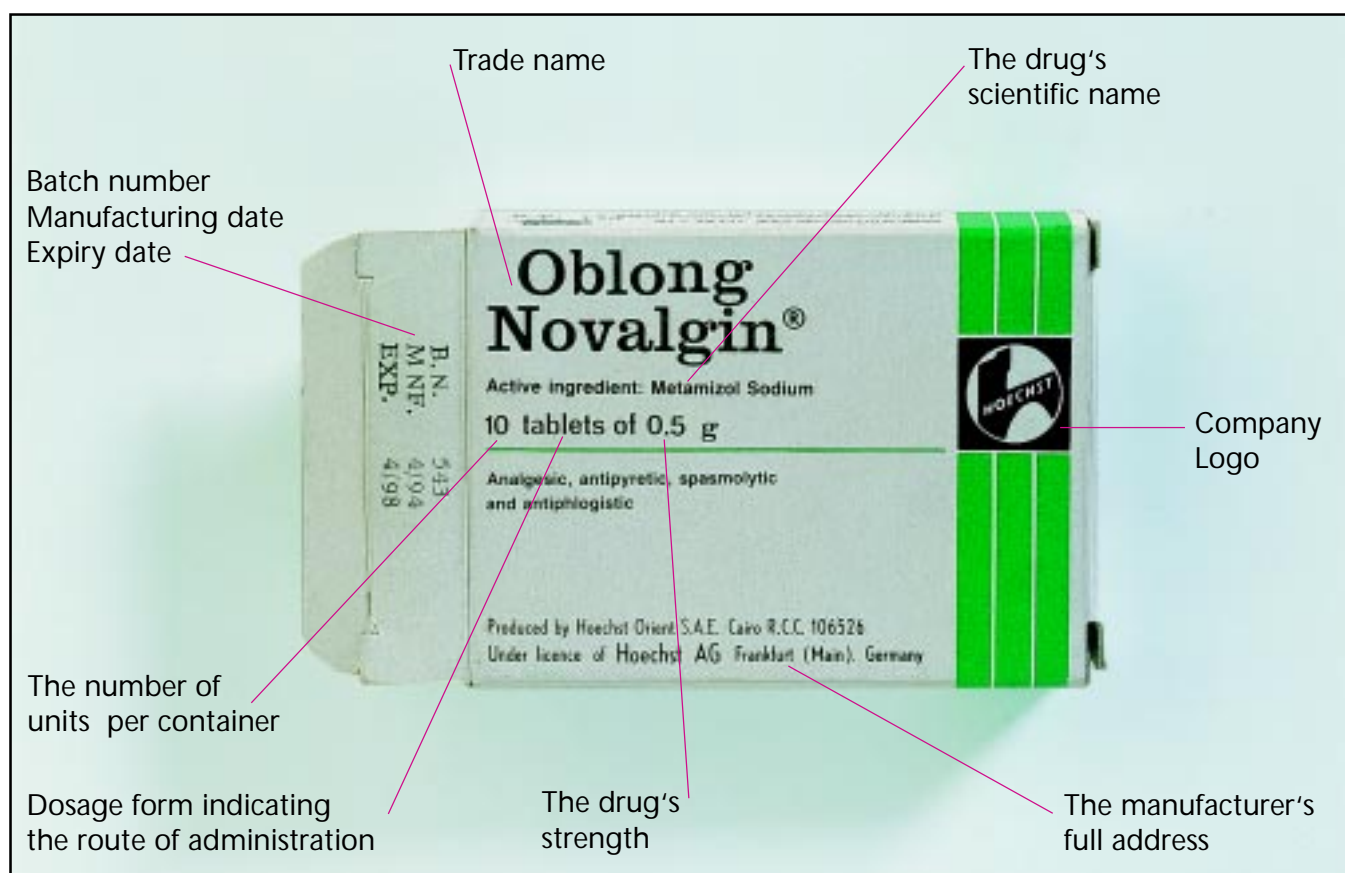 Trade name
The drug‘s
scientific name
Batch number
Manufacturing date
Expiry date
Oblong
Novalgin®
Active ingredient: Metamizol Sodium
10 tablets of 0.5 g
Analgesic, antipyretic, spasmolytic
and antiphlogistic
B.N. 543
M NF. 4/94
EXP. 4/98
HOECHST
Company
Logo
Produced by Hoechst Orient S.A.E. Cairo R.C.C. 106526
Under licence of Hoechst AG Frankfurt (Main). Germany
The number of
units per container
Dosage form indicating
the route of administration
The drug‘s
strength
The manufacturer‘s
full address